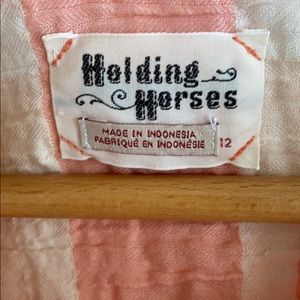 Holding
Horses
MADE IN INDONESIA
FABRIQUÉ EN INDONÉSIE
12